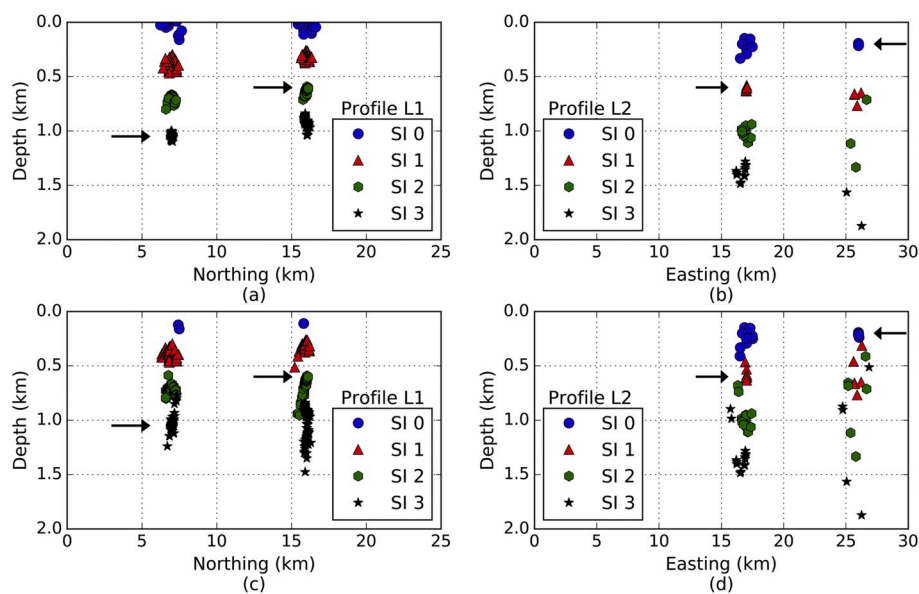 0.0
0.5
1.0
1.5
2.0
Depth (km)
Profile L1
SI 0
SI 1
SI 2
SI 3
0 5 10 15 20 25
Northing (km)
(a)
0.0
0.5
1.0
1.5
2.0
Depth (km)
Profile L2
SI 0
SI 1
SI 2
SI 3
0 5 10 15 20 25 30
Easting (km)
(b)
0.0
0.5
1.0
1.5
2.0
Depth (km)
Profile L1
SI 0
SI 1
SI 2
SI 3
0 5 10 15 20 25
Northing (km)
(c)
0.0
0.5
1.0
1.5
2.0
Depth (km)
Profile L2
SI 0
SI 1
SI 2
SI 3
0 5 10 15 20 25 30
Easting (km)
(d)